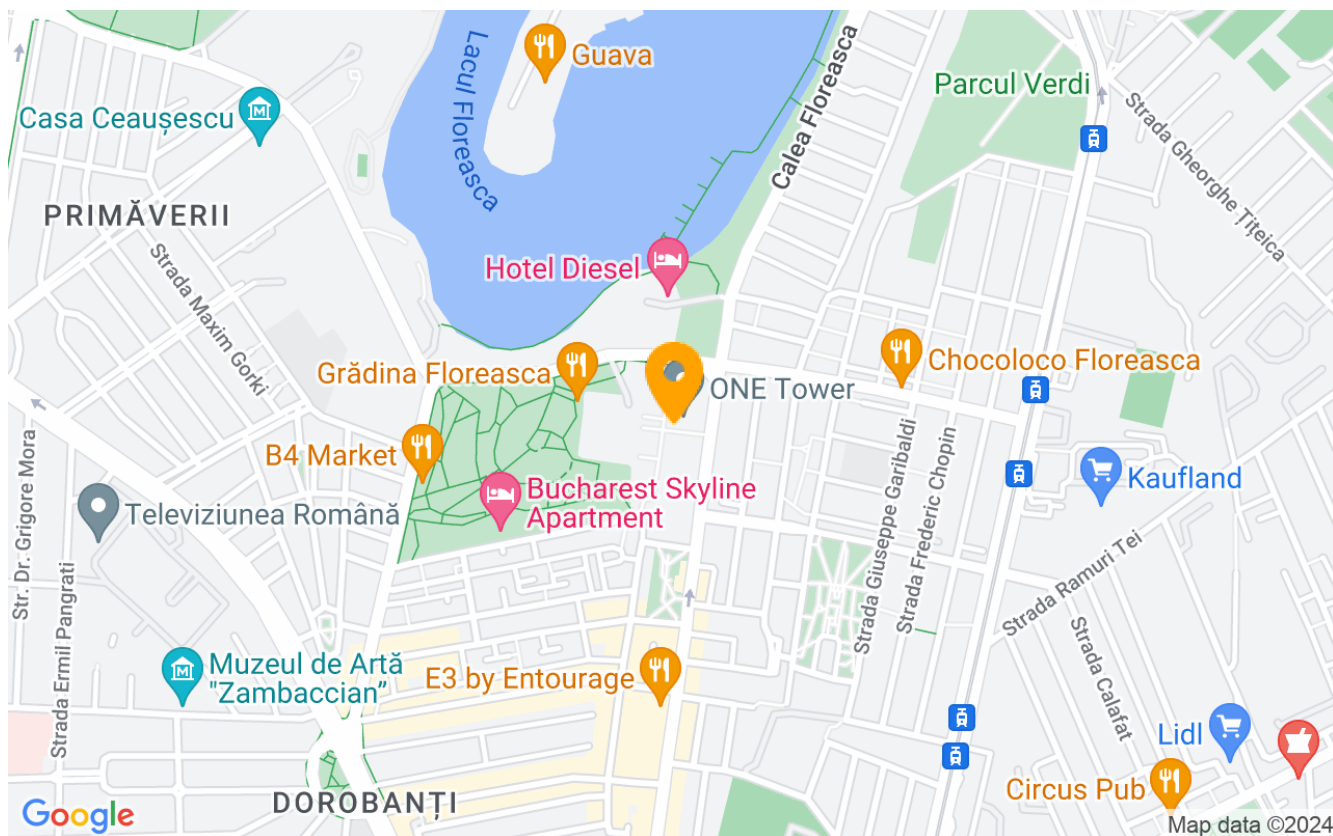 Guava
Lacul Floreasca
Calea Floreasca
Parcul Verdi
Casa Ceaușescu
Strada Gheorghe Țițeica
PRIMĂVERII
Strada Maxim Gorki
Hotel Diesel
Grădina Floreasca
ONE Tower
Chocoloco Floreasca
B4 Market
Bucharest Skyline
Apartment
Kaufland
Televiziunea Română
Str. Dr. Grigore Mora
Strada Ermil Pangrati
Strada Giuseppe Garibaldi
Strada Frederic Chopin
Strada Ramuri Tei
Strada Calafat
Muzeul de Artă
"Zambaccian”
E3 by Entourage
Lidl
Circus Pub
DOROBANȚI
Google
Map data ©2024